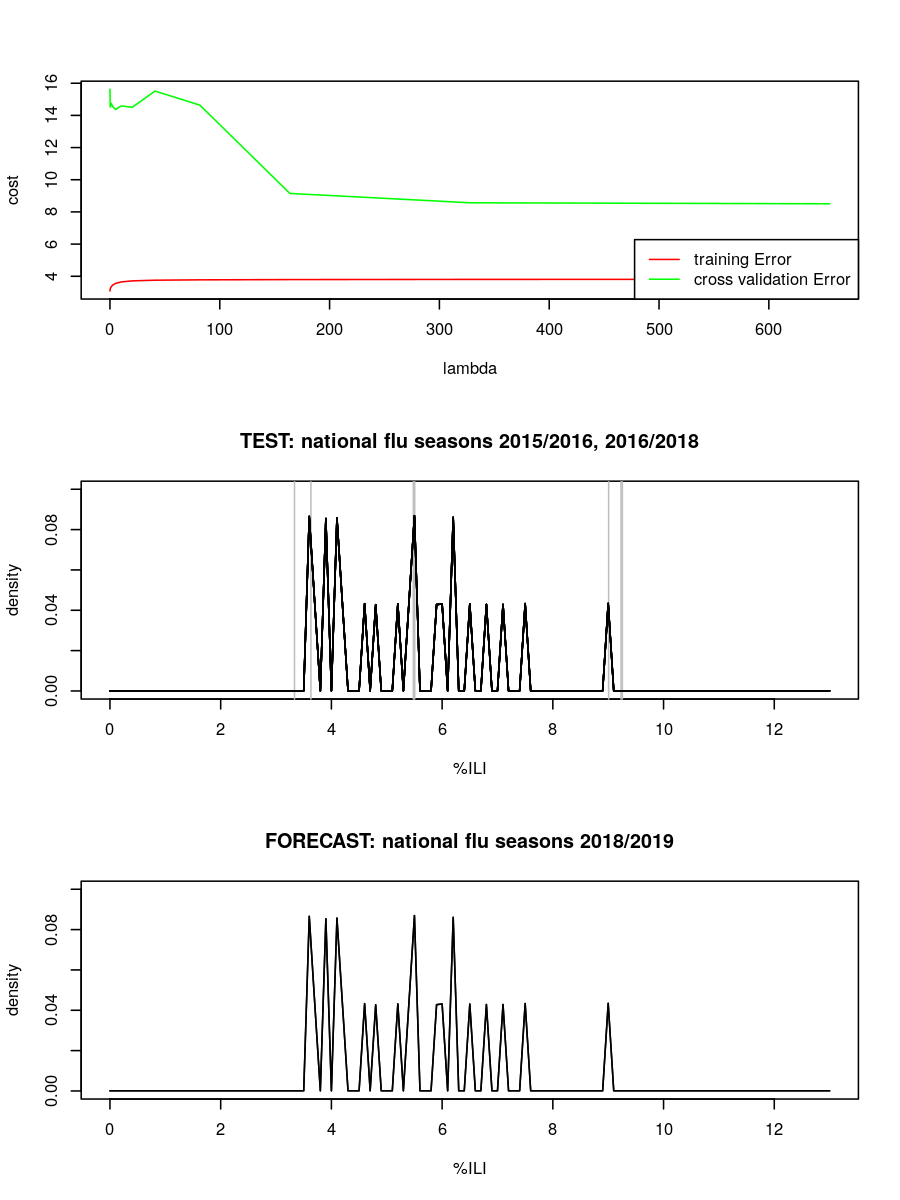 cost
16
14
12
10
8
6
4
training Error
cross validation Error
0 100 200 300 400 500 600
lambda
TEST: national flu seasons 2015/2016, 2016/2018
density
0.08
0.04
0.00
0 2 4 6 8 10 12
%ILI
FORECAST: national flu seasons 2018/2019
density
0.08
0.04
0.00
0 2 4 6 8 10 12
%ILI